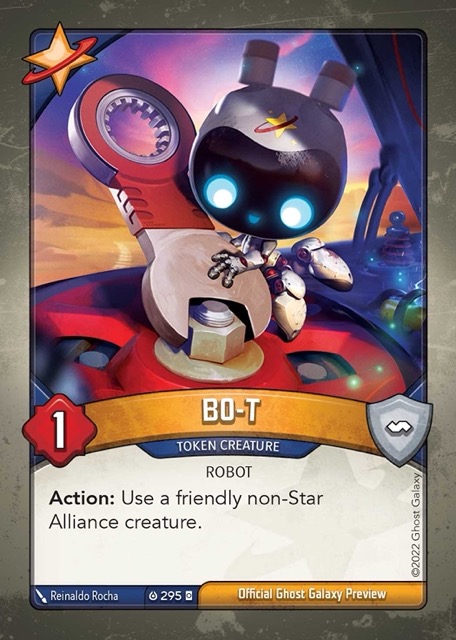 BO-T
1
TOKEN CREATURE
ROBOT
Action: Use a friendly non-Star
Alliance creature.
©2022 Ghost Galaxy
Reinaldo Rocha
295
Official Ghost Galaxy Preview